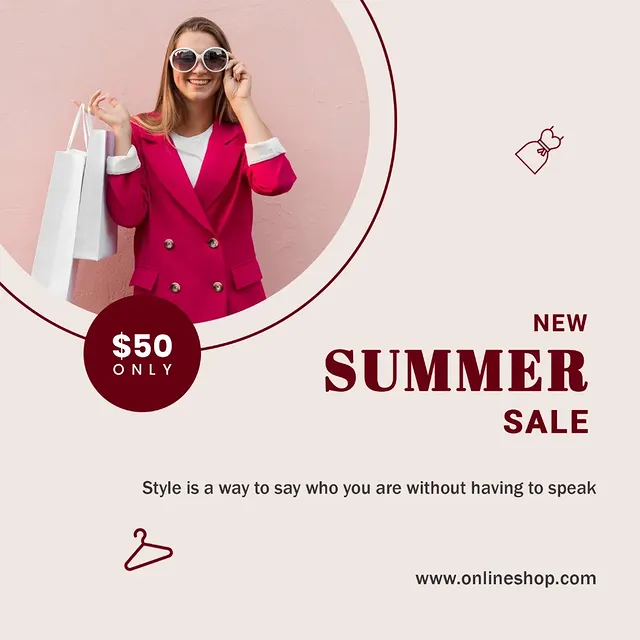 $50
ONLY
NEW
SUMMER
SALE
Style is a way to say who you are without having to speak
www.onlineshop.com